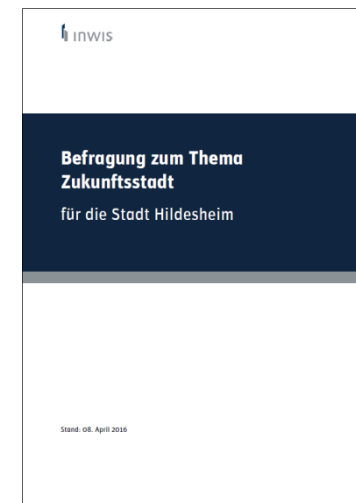 inwis
Befragung zum Thema
Zukunftsstadt
für die Stadt Hildesheim
Stand: 08. April 2016